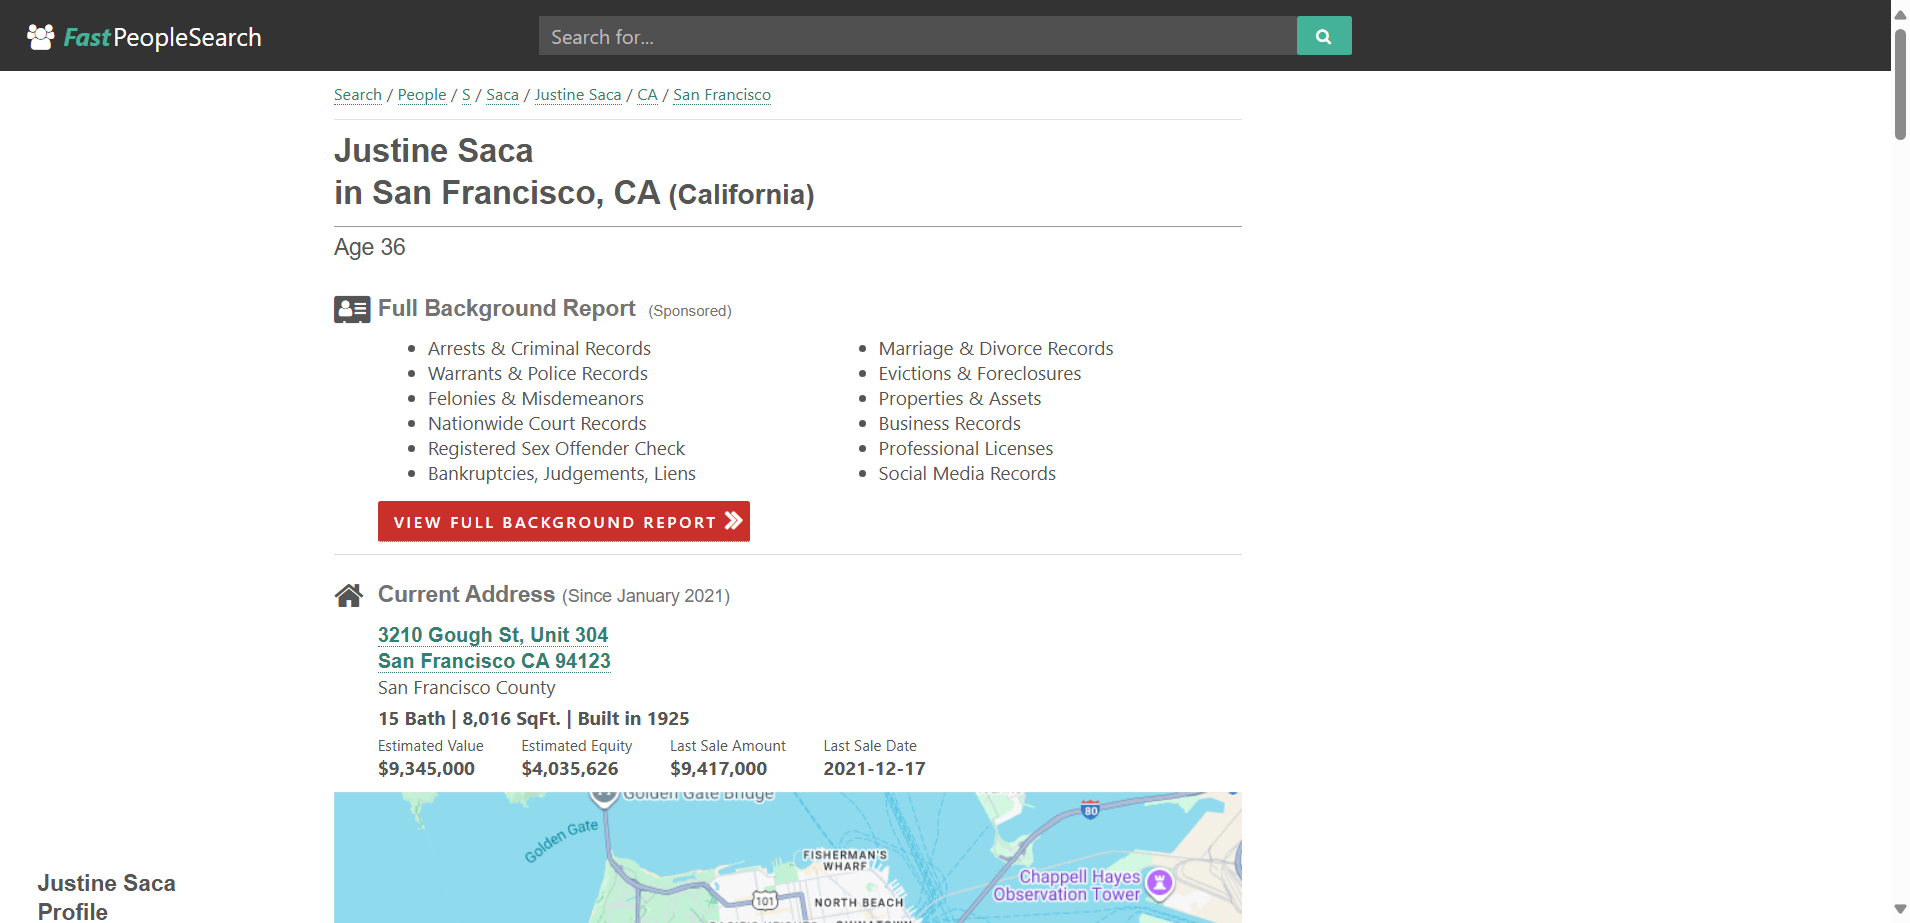 FastPeopleSearch
Search for...
Search / People / S / Saca / Justine Saca / CA / San Francisco
Justine Saca
in San Francisco, CA (California)
Age 36
Full Background Report (Sponsored)
Arrests & Criminal Records
Warrants & Police Records
Felonies & Misdemeanors
Nationwide Court Records
Registered Sex Offender Check
Bankruptcies, Judgements, Liens
Marriage & Divorce Records
Evictions & Foreclosures
Properties & Assets
Business Records
Professional Licenses
Social Media Records
VIEW FULL BACKGROUND REPORT
Current Address (Since January 2021)
3210 Gough St, Unit 304
San Francisco CA 94123
San Francisco County
15 Bath | 8,016 SqFt. | Built in 1925
Estimated Value Estimated Equity Last Sale Amount Last Sale Date
$9,345,000 $4,035,626 $9,417,000 2021-12-17
Golden Gate Bridge
80
Golden Gate
FISHERMAN'S
WHARF
Chappell Hayes
Observation Tower
101
NORTH BEACH
Justine Saca
Profile